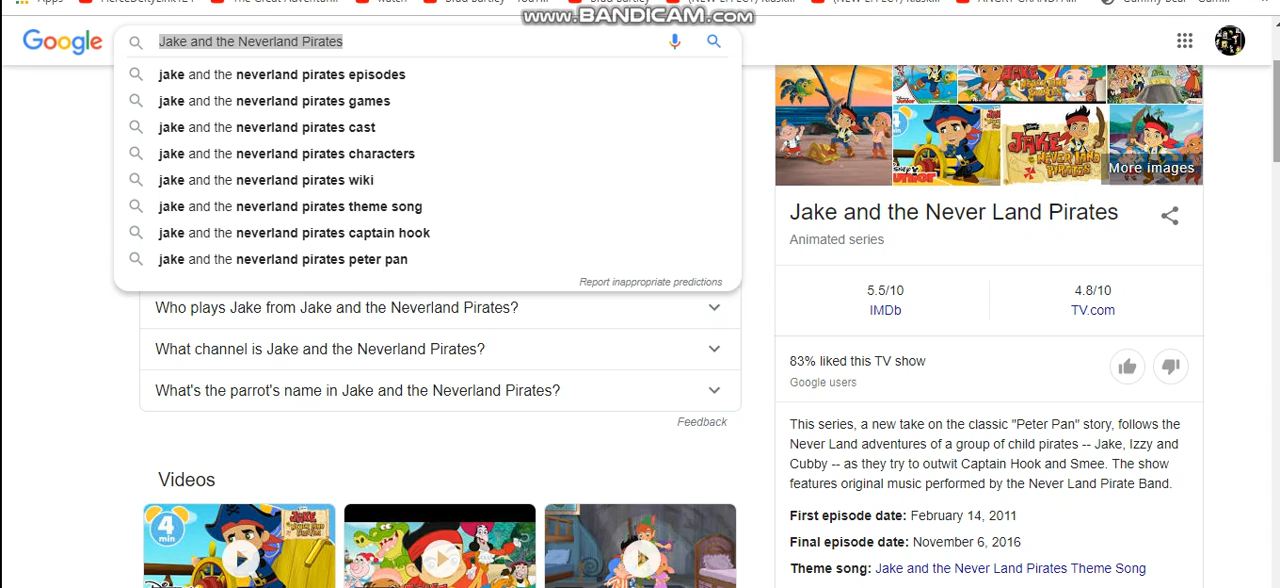 Apps
www.BANDICAM.com
Google
Jake and the Neverland Pirates
jake and the neverland pirates episodes
jake and the neverland pirates games
jake and the neverland pirates cast
jake and the neverland pirates characters
jake and the neverland pirates wiki
jake and the neverland pirates theme song
jake and the neverland pirates captain hook
jake and the neverland pirates peter pan
Report inappropriate predictions
Who plays Jake from Jake and the Neverland Pirates?
What channel is Jake and the Neverland Pirates?
What's the parrot's name in Jake and the Neverland Pirates?
Feedback
Videos
4
min
More images
Jake and the Never Land Pirates
Animated series
5.5/10
IMDb
4.8/10
TV.com
83% liked this TV show
Google users
This series, a new take on the classic "Peter Pan" story, follows the
Never Land adventures of a group of child pirates -- Jake, Izzy and
Cubby -- as they try to outwit Captain Hook and Smee. The show
features original music performed by the Never Land Pirate Band.
First episode date: February 14, 2011
Final episode date: November 6, 2016
Theme song: Jake and the Never Land Pirates Theme Song